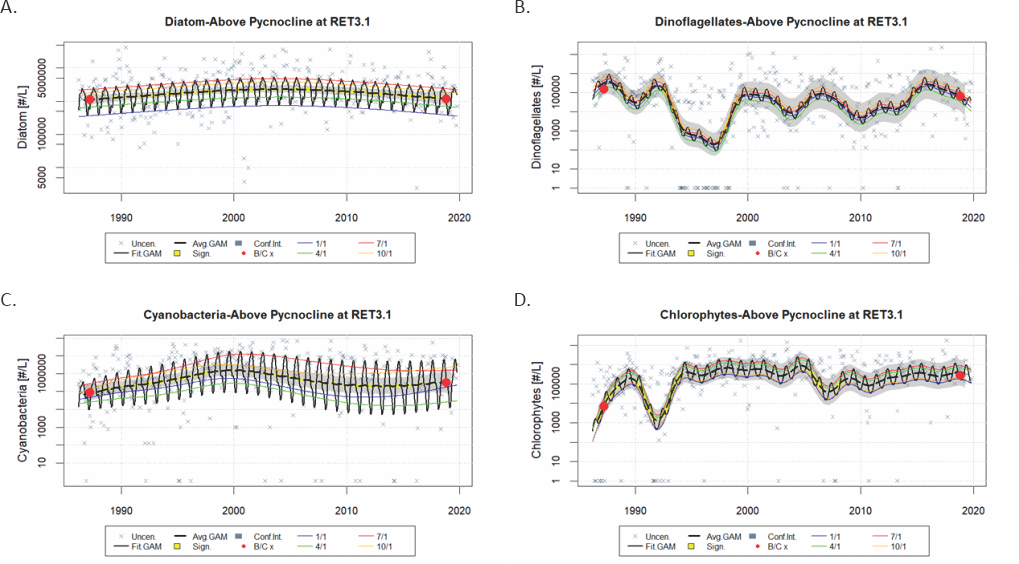 A.
Diatom-Above Pycnocline at RET3.1
Diatom [#/L]
5000000
100000
5000
1990 2000 2010 2020
Uncen. Avg.GAM Conf.Int. 1/1 7/1
Fit.GAM Sign. B/C x 4/1 10/1
B.
Dinoflagellates-Above Pycnocline at RET3.1
Dinoflagellates [#/L]
10000
1000
10
1
1990 2000 2010 2020
Uncen. Avg.GAM Conf.Int. 1/1 7/1
Fit.GAM Sign. B/C x 4/1 10/1
C.
Cyanobacteria-Above Pycnocline at RET3.1
Cyanobacteria [#/L]
1000
10
1990 2000 2010 2020
Uncen. Avg.GAM Conf.Int. 1/1 7/1
Fit.GAM Sign. B/C x 4/1 10/1
D.
Chlorophytes-Above Pycnocline at RET3.1
Chlorophytes [#/L]
10000
1000
10
1
1990 2000 2010 2020
Uncen. Avg.GAM Conf.Int. 1/1 7/1
Fit.GAM Sign. B/C x 4/1 10/1